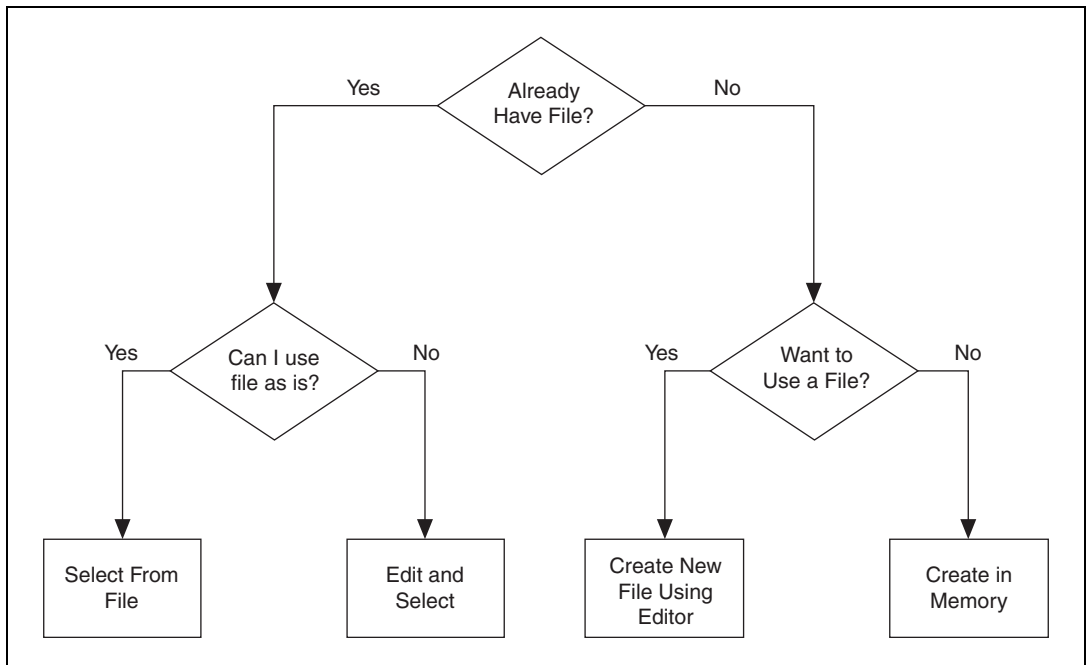 Already
Have File?
Yes
No
Can I use
file as is?
Yes
No
Want to
Use a File?
Yes
No
Select From
File
Edit and
Select
Create New
File Using
Editor
Create in
Memory